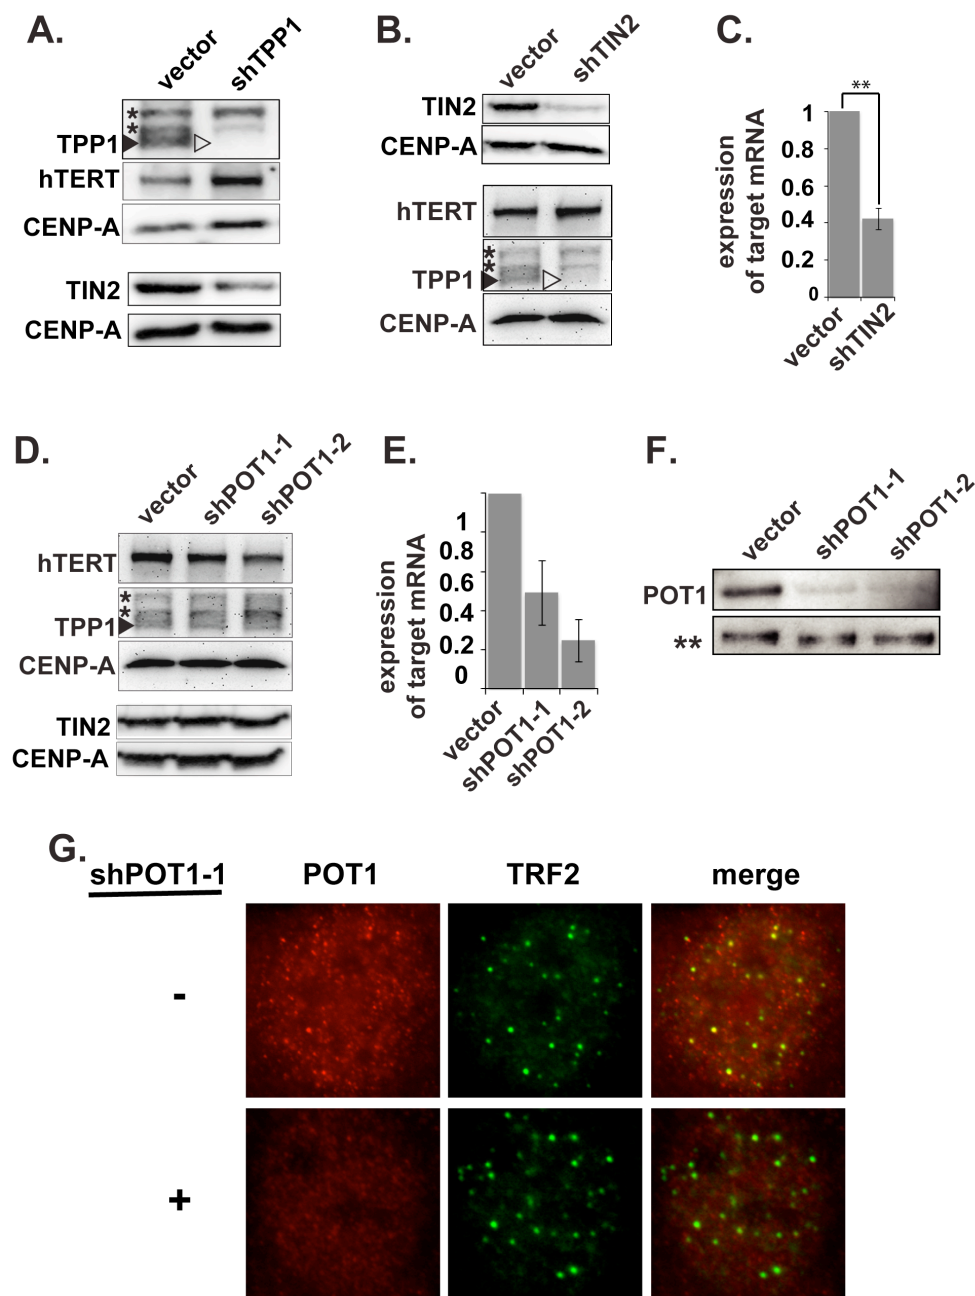 A.
vector
shTPP1
*
*
TPP1
hTERT
CENP-A
TIN2
CENP-A
B.
vector
shTIN2
TIN2
CENP-A
hTERT
*
*
TPP1
CENP-A
C.
**
expression
of target mRNA
1
0.8
0.6
0.4
0.2
0
vector
shTIN2
D.
vector
shPOT1-1
shPOT1-2
hTERT
*
*
TPP1
CENP-A
TIN2
CENP-A
E.
expression
of target mRNA
1
0.8
0.6
0.4
0.2
0
vector
shPOT1-1
shPOT1-2
F.
vector
shPOT1-1
shPOT1-2
POT1
**
G.
shPOT1-1
POT1
TRF2
merge
-
+